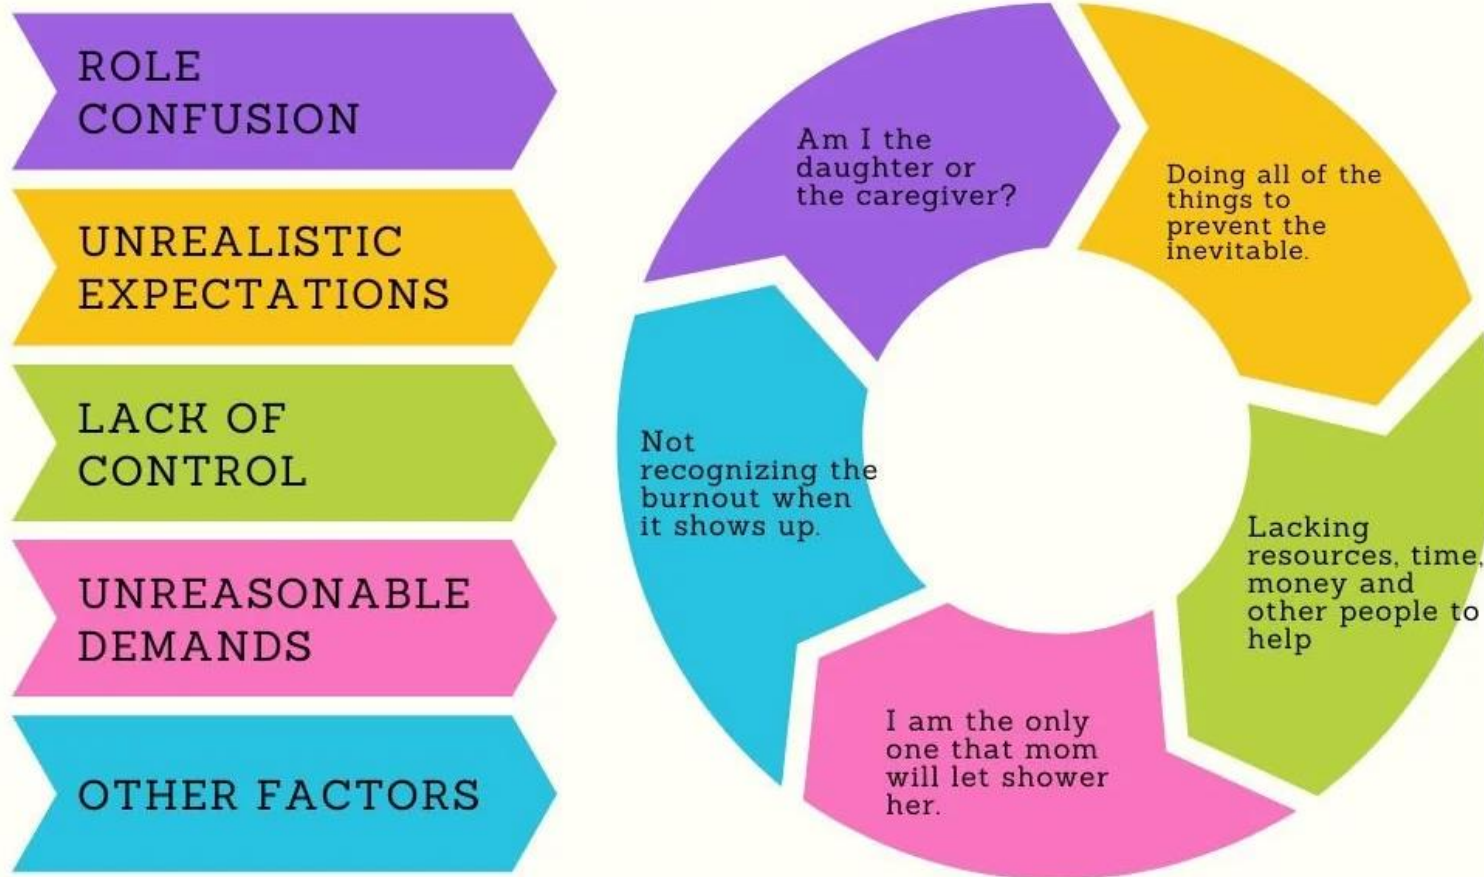 ROLE
CONFUSION
UNREALISTIC
EXPECTATIONS
LACK OF
CONTROL
UNREASONABLE
DEMANDS
OTHER FACTORS
Am I the
daughter or
the caregiver?
Doing all of the
things to
prevent the
inevitable.
Lacking
resources, time,
money and
other people to
help
I am the only
one that mom
will let shower
her.
Not
recognizing the
burnout when
it shows up.